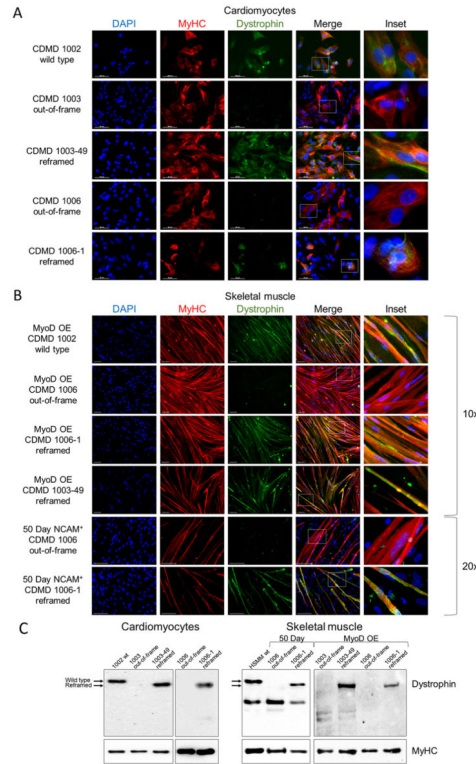 A
Cardiomyocytes
DAPI MyHC Dystrophin Merge Inset
CDMD 1002
wild type
CDMD 1003
out-of-frame
CDMD 1003-49
reframed
CDMD 1006
out-of-frame
CDMD 1006-1
reframed
B
Skeletal muscle
DAPI MyHC Dystrophin Merge Inset
MyoD OE
CDMD 1002
wild type
MyoD OE
CDMD 1006
out-of-frame
MyoD OE
CDMD 1006-1
reframed
MyoD OE
CDMD 1003-49
reframed
10x
50 Day NCAM⁺
CDMD 1006
out-of-frame
50 Day NCAM⁺
CDMD 1006-1
reframed
20x
C
Cardiomyocytes
Skeletal muscle
50 Day MyoD OE
1002 wt
1003 out-of-frame
1003-49 reframed
1006 out-of-frame
1006-1 reframed
HSMM wt
1006 out-of-frame
1006-1 reframed
1003 out-of-frame
1003-49 reframed
1006 out-of-frame
1006-1 reframed
Wild type
Reframed
Dystrophin
MyHC